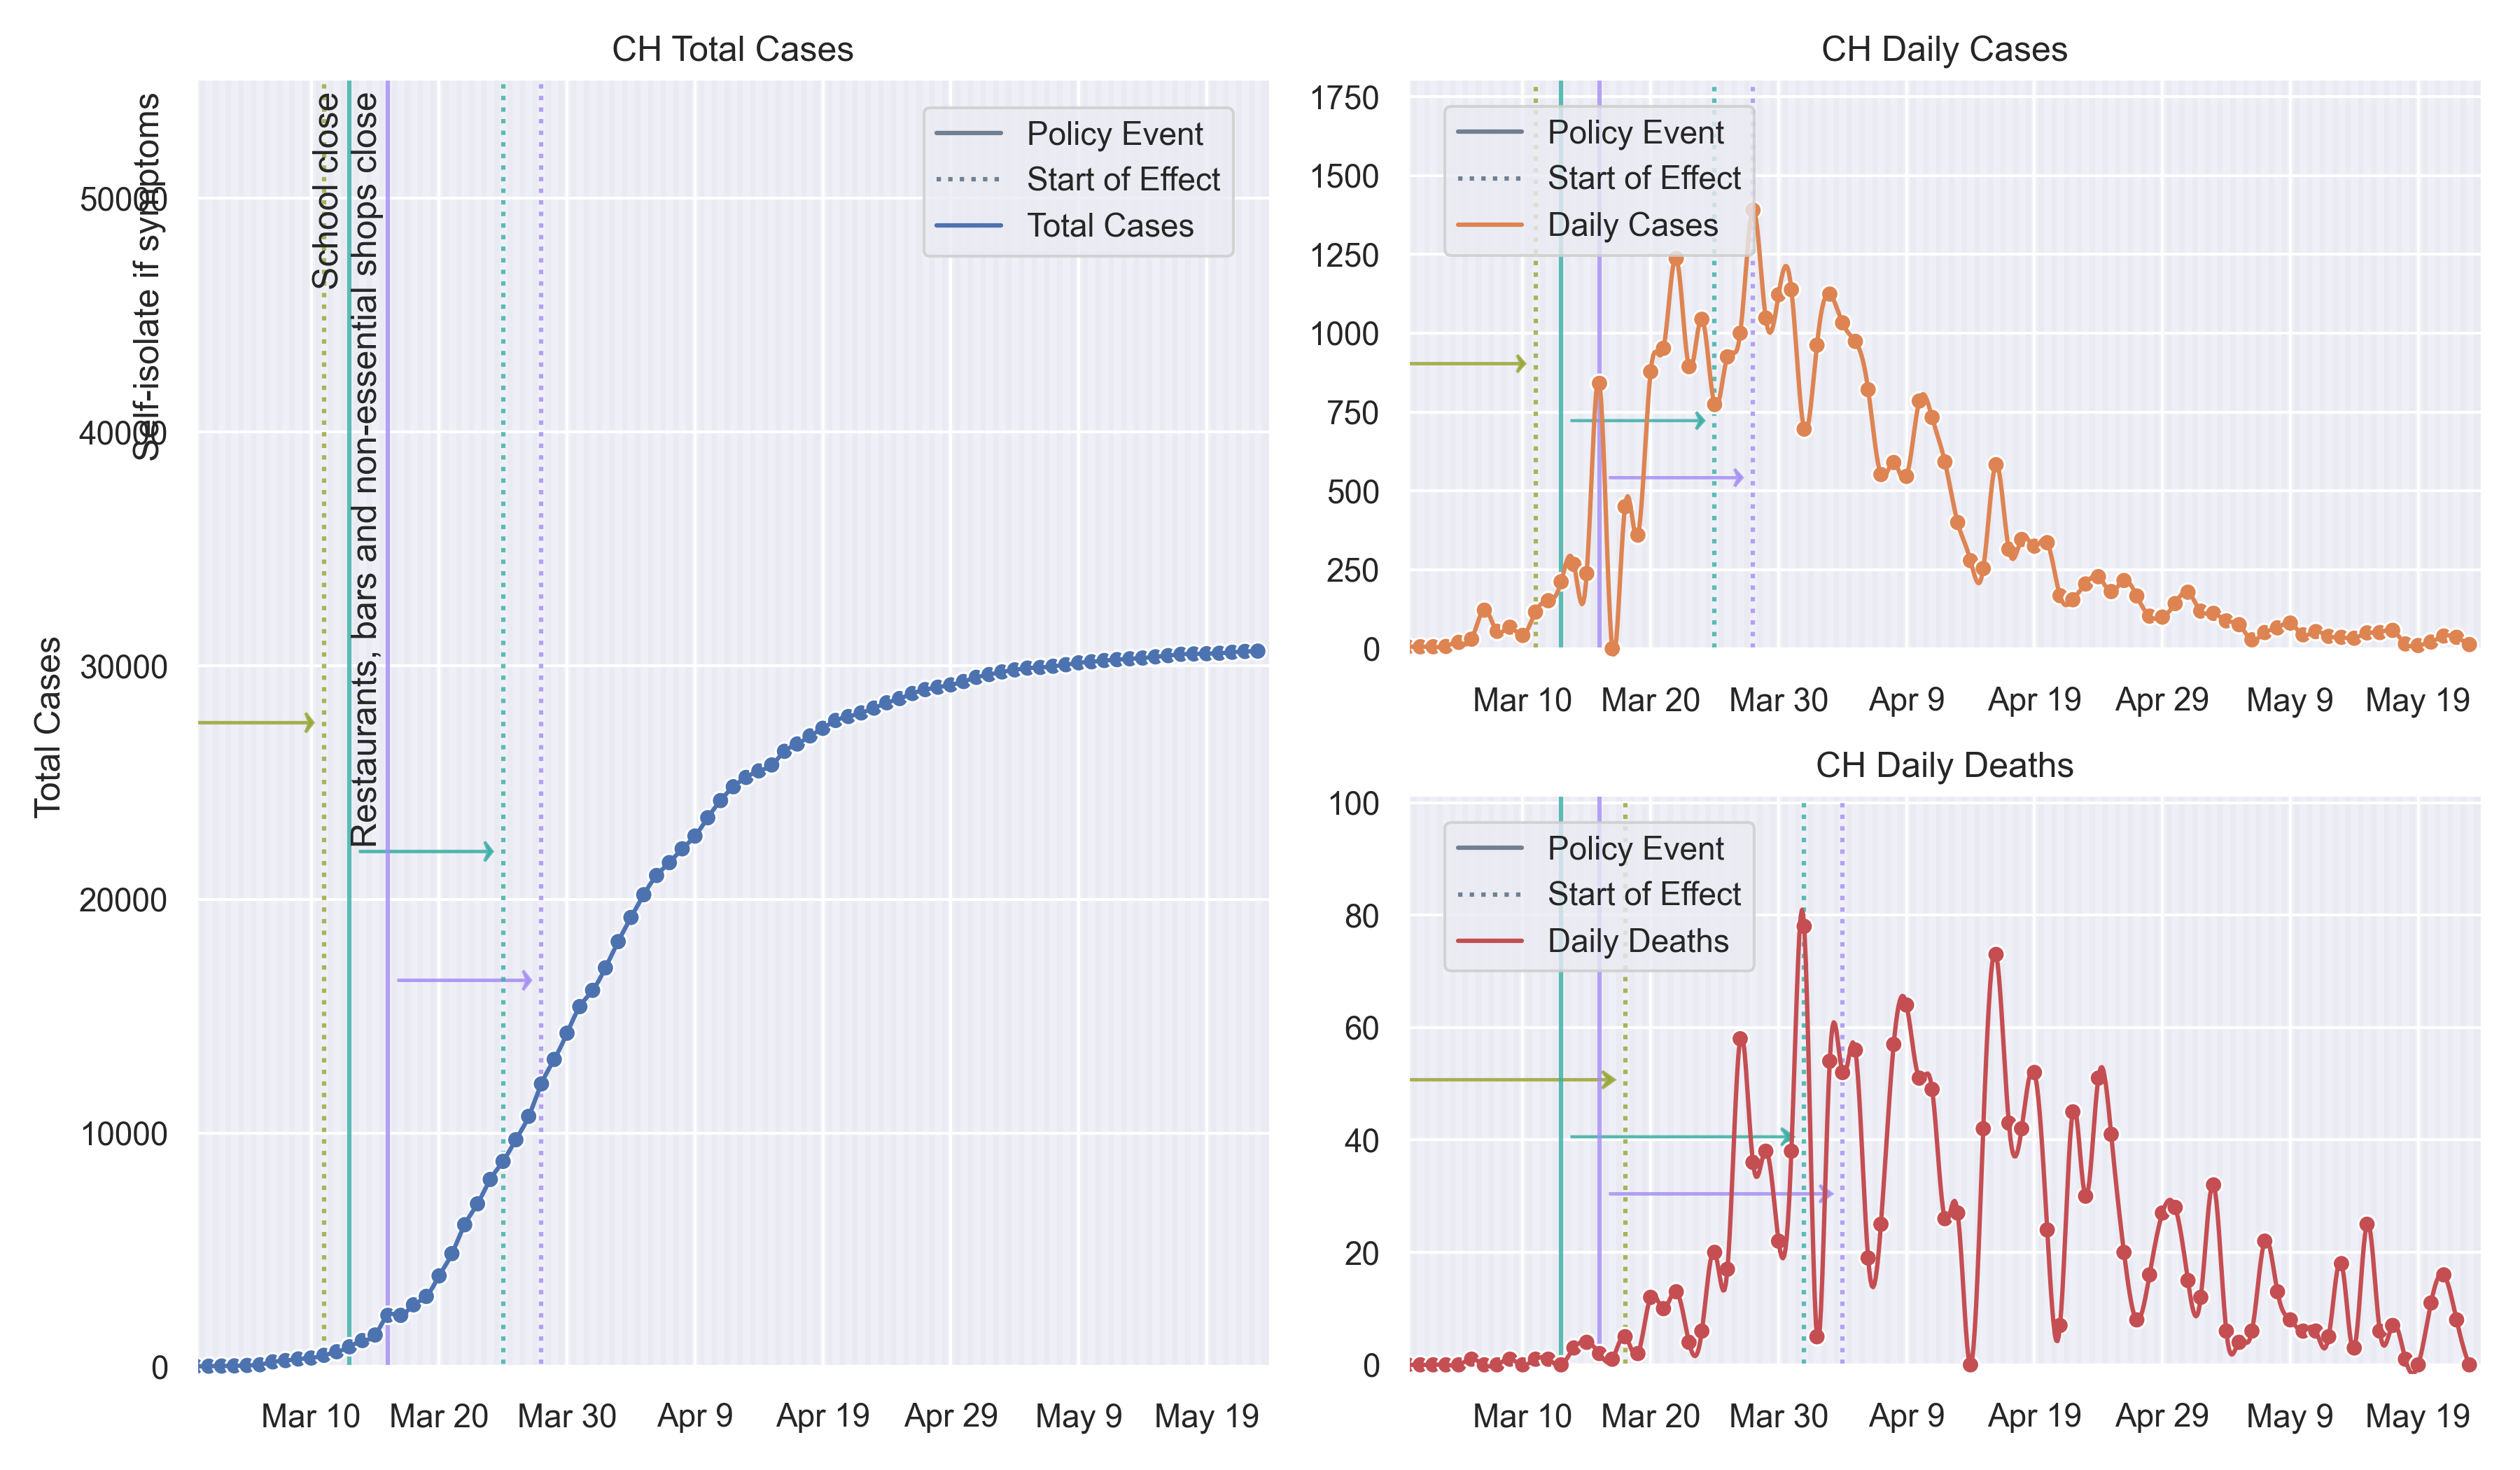 CH Total Cases
Total Cases
50000
40000
30000
20000
10000
0
Self-isolate if symptoms
School close
Restaurants, bars and non-essential shops close
Policy Event
Start of Effect
Total Cases
Mar 10
Mar 20
Mar 30
Apr 9
Apr 19
Apr 29
May 9
May 19
CH Daily Cases
1750
1500
1250
1000
750
500
250
0
Policy Event
Start of Effect
Daily Cases
Mar 10
Mar 20
Mar 30
Apr 9
Apr 19
Apr 29
May 9
May 19
CH Daily Deaths
100
80
60
40
20
0
Policy Event
Start of Effect
Daily Deaths
Mar 10
Mar 20
Mar 30
Apr 9
Apr 19
Apr 29
May 9
May 19